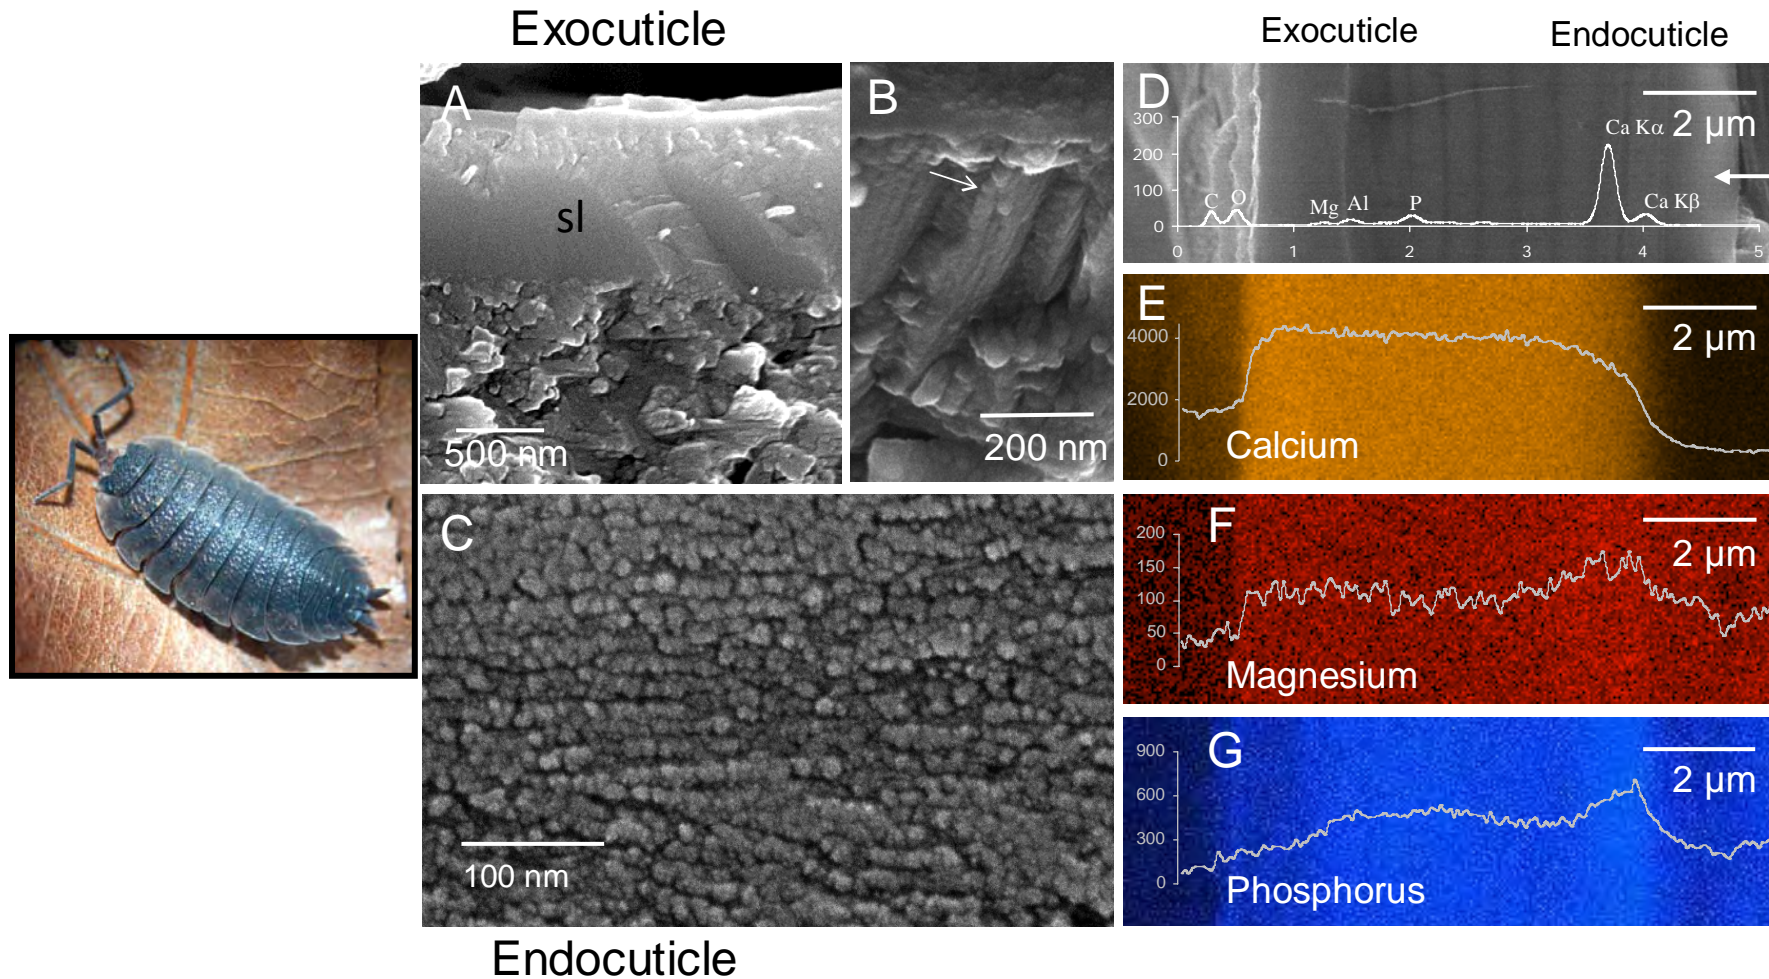 Exocuticle
Exocuticle
Endocuticle
A
sl
500 nm
B
200 nm
C
100 nm
Endocuticle
D
2 µm
300
200
100
0
C
O
Mg
Al
P
Ca Kα
Ca Kβ
0
1
2
3
4
5
E
2 µm
4000
2000
0
Calcium
F
2 µm
200
150
100
50
0
Magnesium
G
2 µm
900
600
300
0
Phosphorus